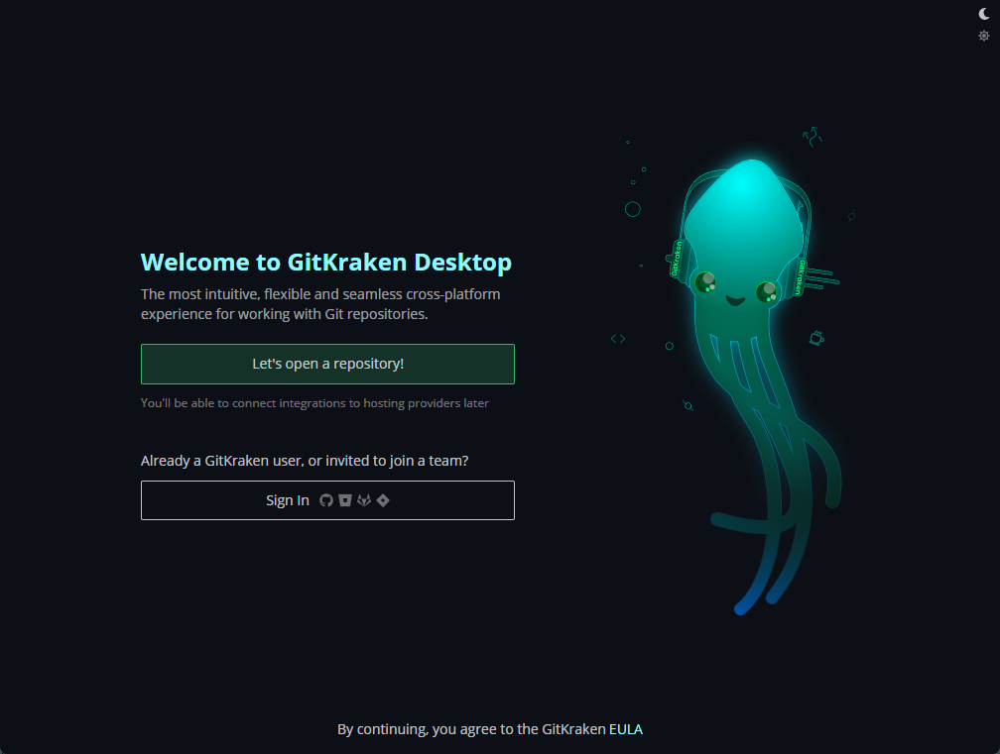 Welcome to GitKraken Desktop
The most intuitive, flexible and seamless cross-platform
experience for working with Git repositories.
Let's open a repository!
You'll be able to connect integrations to hosting providers later
Already a GitKraken user, or invited to join a team?
Sign In
GitKraken
GitKraken
By continuing, you agree to the GitKraken EULA